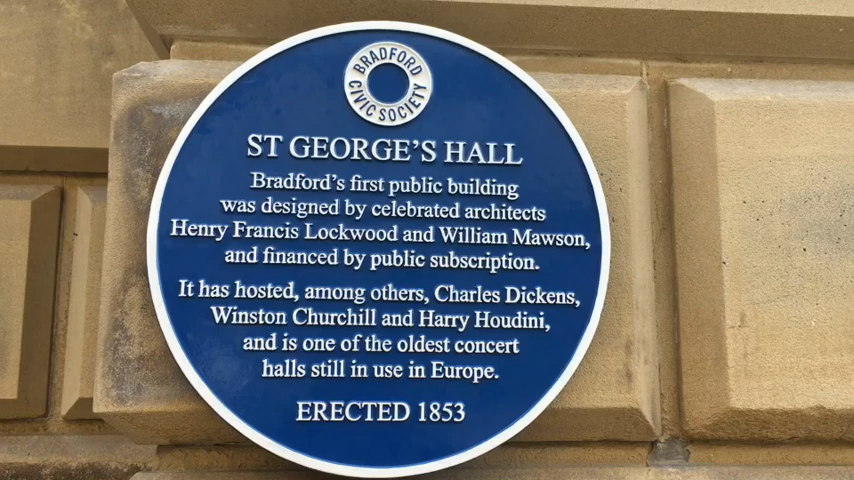 BRADFORD
CIVIC SOCIETY
ST GEORGE'S HALL
Bradford's first public building
was designed by celebrated architects
Henry Francis Lockwood and William Mawson,
and financed by public subscription.
It has hosted, among others, Charles Dickens,
Winston Churchill and Harry Houdini,
and is one of the oldest concert
halls still in use in Europe.
ERECTED 1853